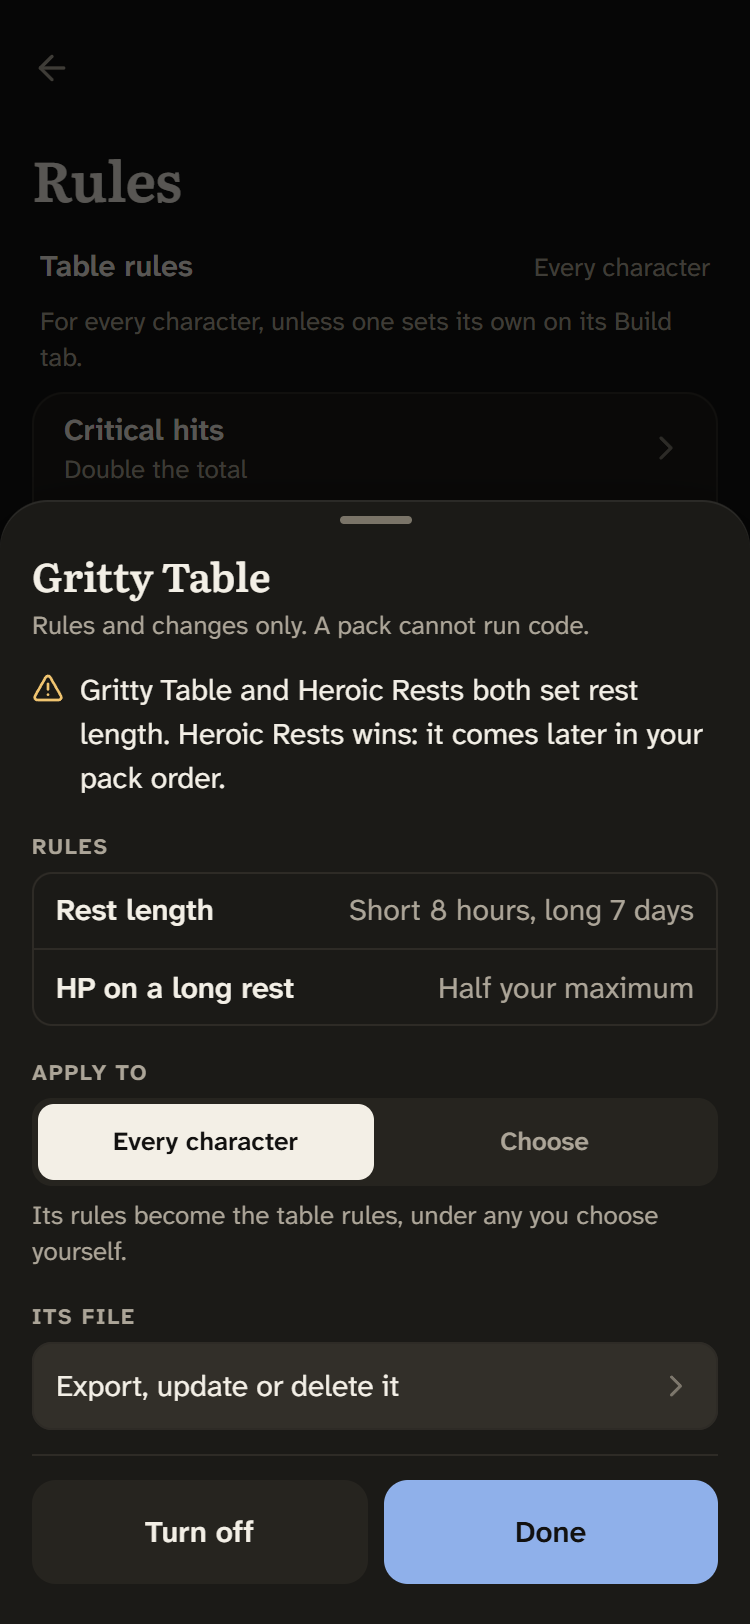 Rules
Table rules
Every character
For every character, unless one sets its own on its Build
tab.
Critical hits
Double the total
Gritty Table
Rules and changes only. A pack cannot run code.
Gritty Table and Heroic Rests both set rest
length. Heroic Rests wins: it comes later in your
pack order.
RULES
Rest length
Short 8 hours, long 7 days
HP on a long rest
Half your maximum
APPLY TO
Every character
Choose
Its rules become the table rules, under any you choose
yourself.
ITS FILE
Export, update or delete it
Turn off
Done